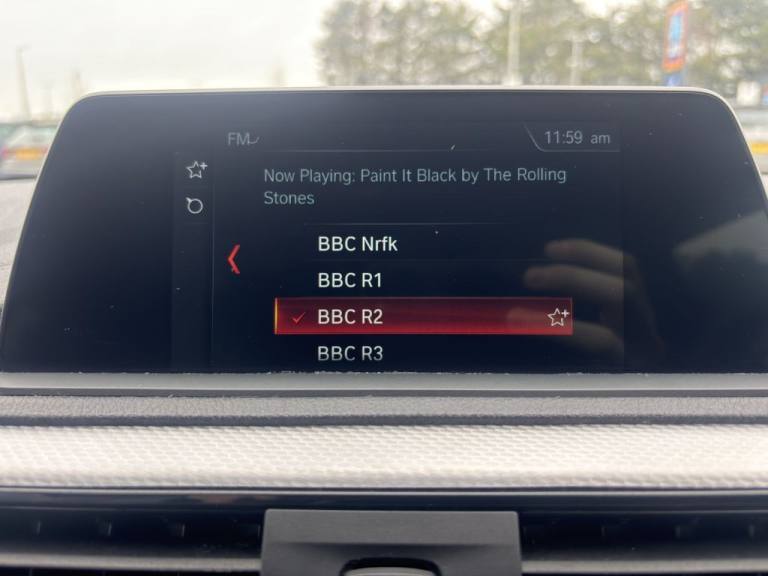 FM
11:59 am
Now Playing: Paint It Black by The Rolling
Stones
BBC Nrfk
BBC R1
BBC R2
BBC R3